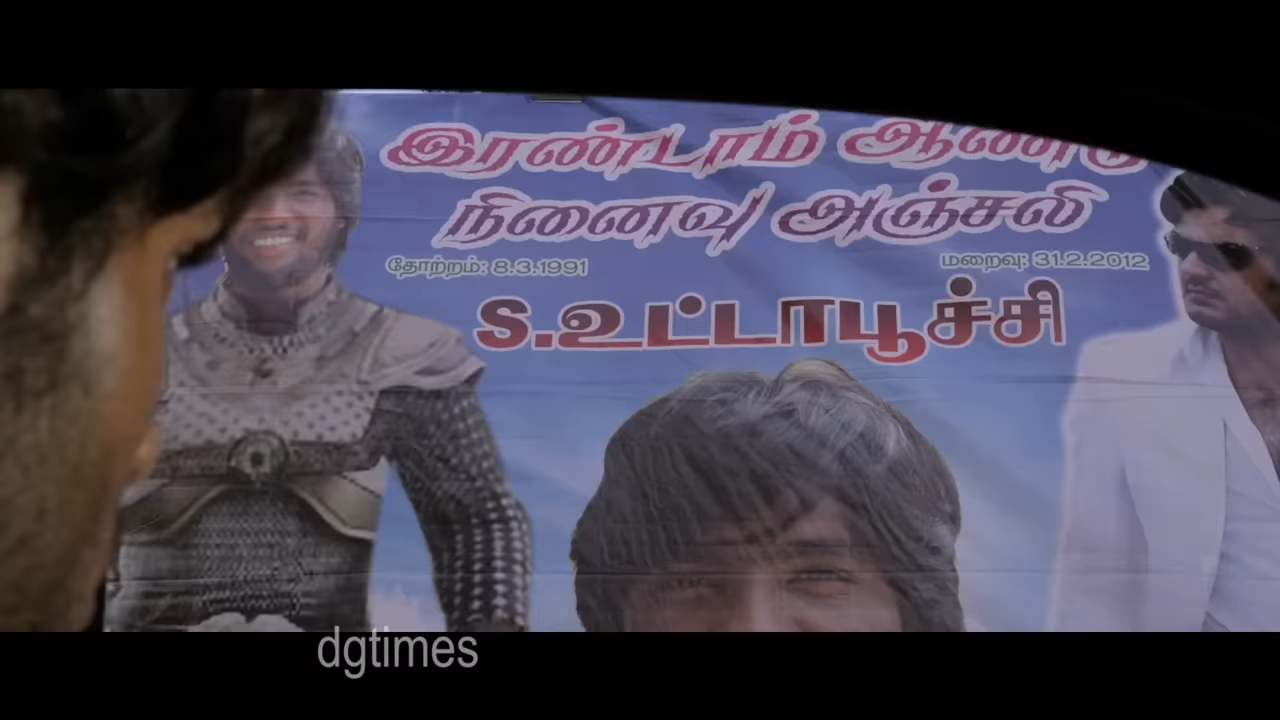 இரண்டாம் ஆண்டு
நினைவு அஞ்சலி
தோற்றம்: 8.3.1991
மறைவு: 31.2.2012
S.உட்டாபூச்சி
dgtimes